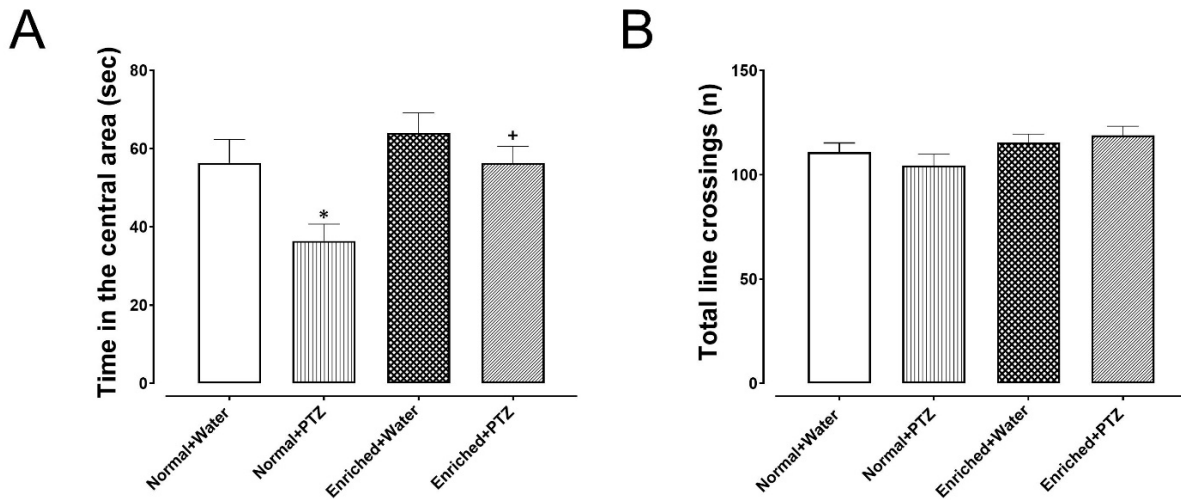 A
Time in the central area (sec)
80
60
40
20
0
*
+
Normal+Water
Normal+PTZ
Enriched+Water
Enriched+PTZ
B
Total line crossings (n)
150
100
50
0
Normal+Water
Normal+PTZ
Enriched+Water
Enriched+PTZ